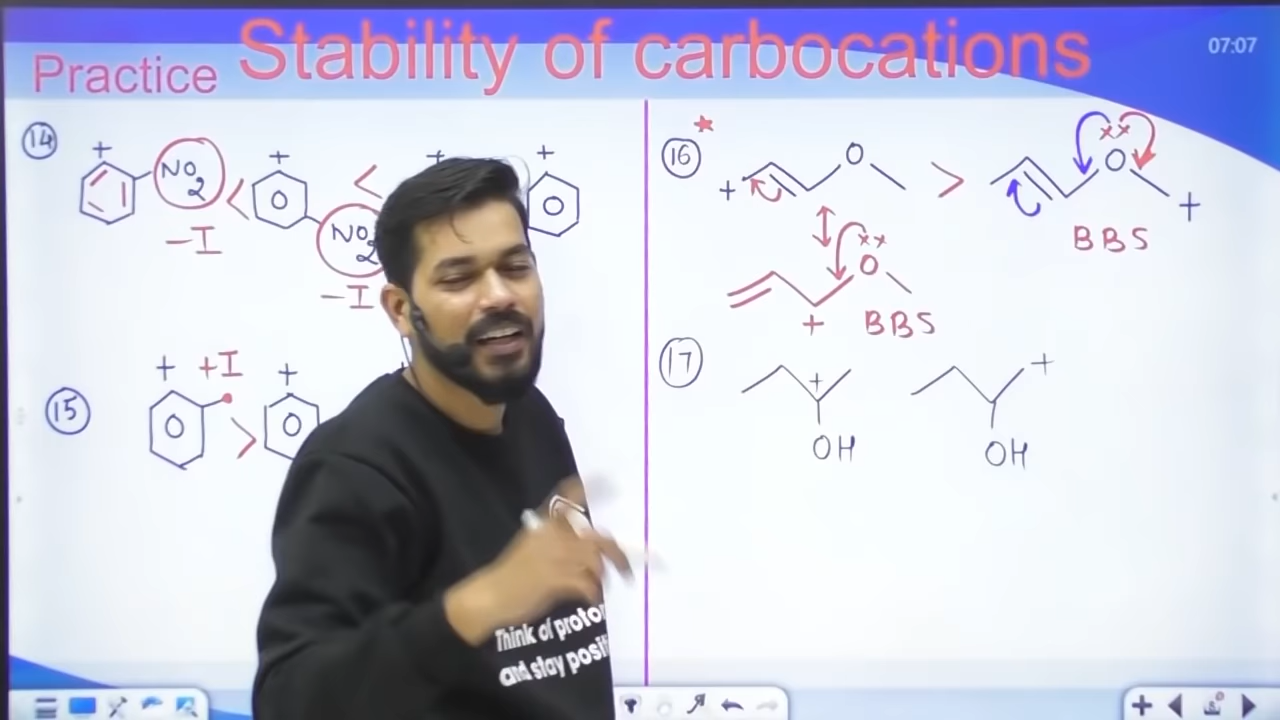 Stability of carbocations
Practice
07:07
14
+ NO2 < + < + +
NO2
-I
-I
15
+ +I > +
16
+ O > O +
BBS
O
+ BBS
17
+ +
OH OH
Think of proton
and stay posit